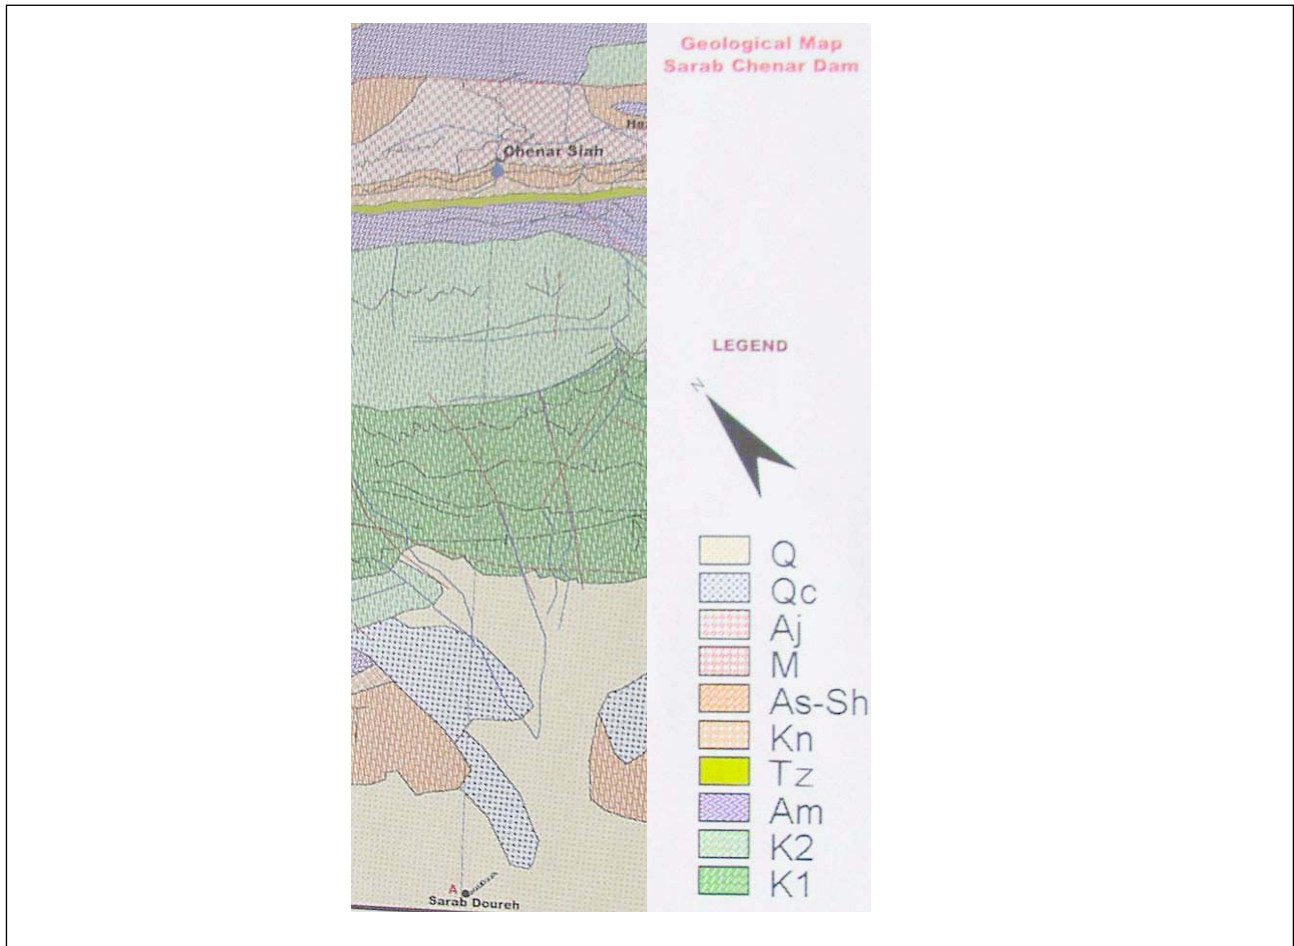 Geological Map
Sarab Chenar Dam
Chenar Siah
LEGEND
N
Q
Qc
Aj
M
As-Sh
Kn
Tz
Am
K2
K1
A
Sarab Doureh